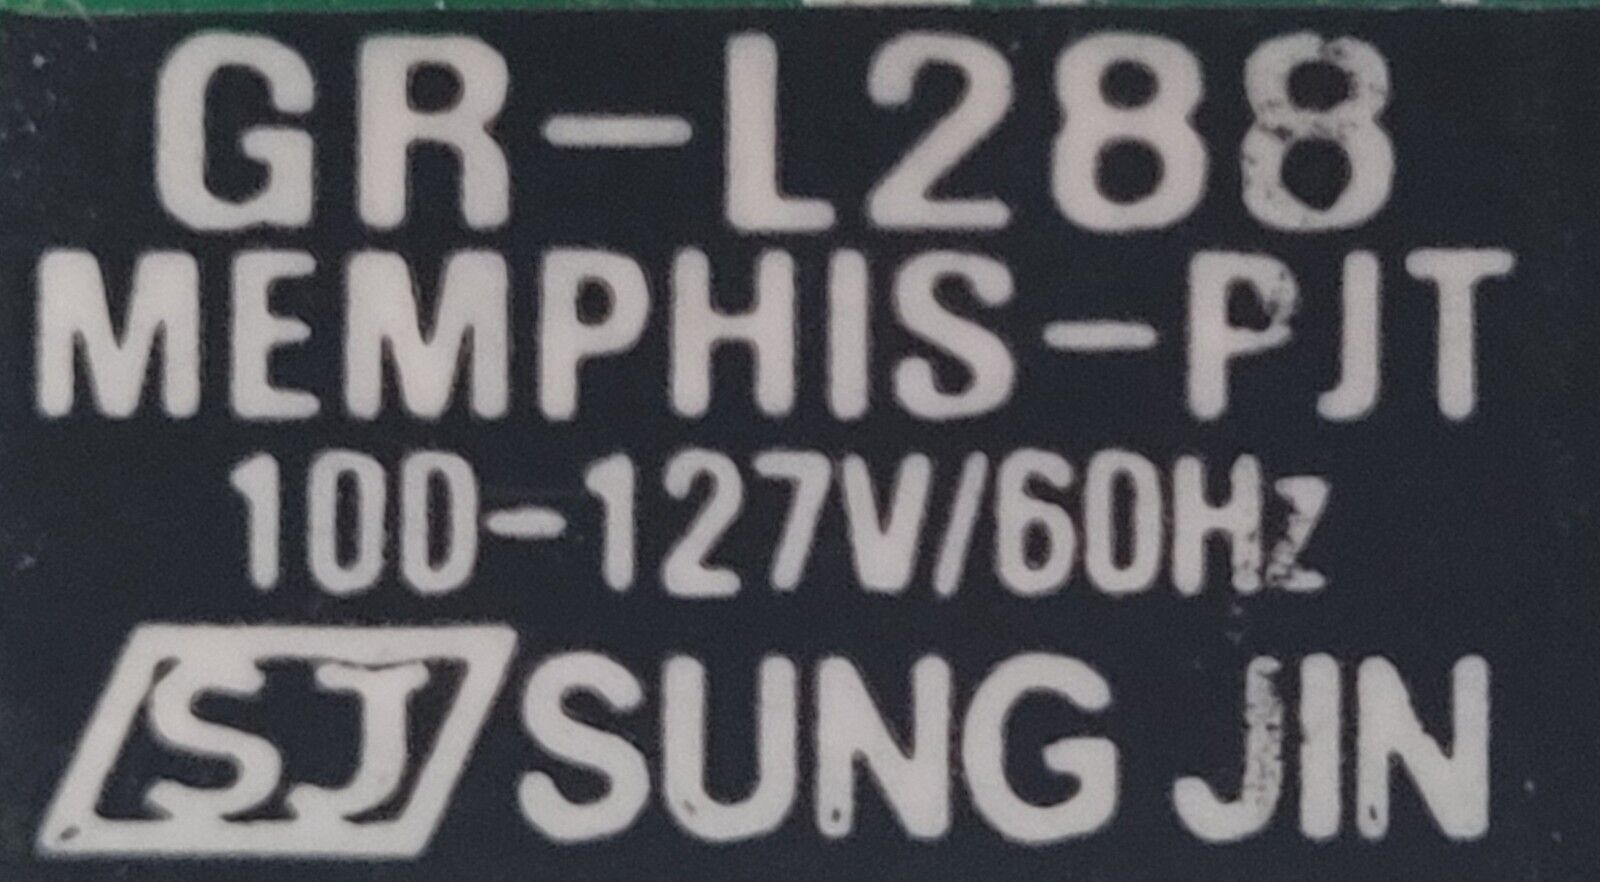 GR-L288
MEMPHIS-PJT
100-127V/60Hz
SJ SUNG JIN